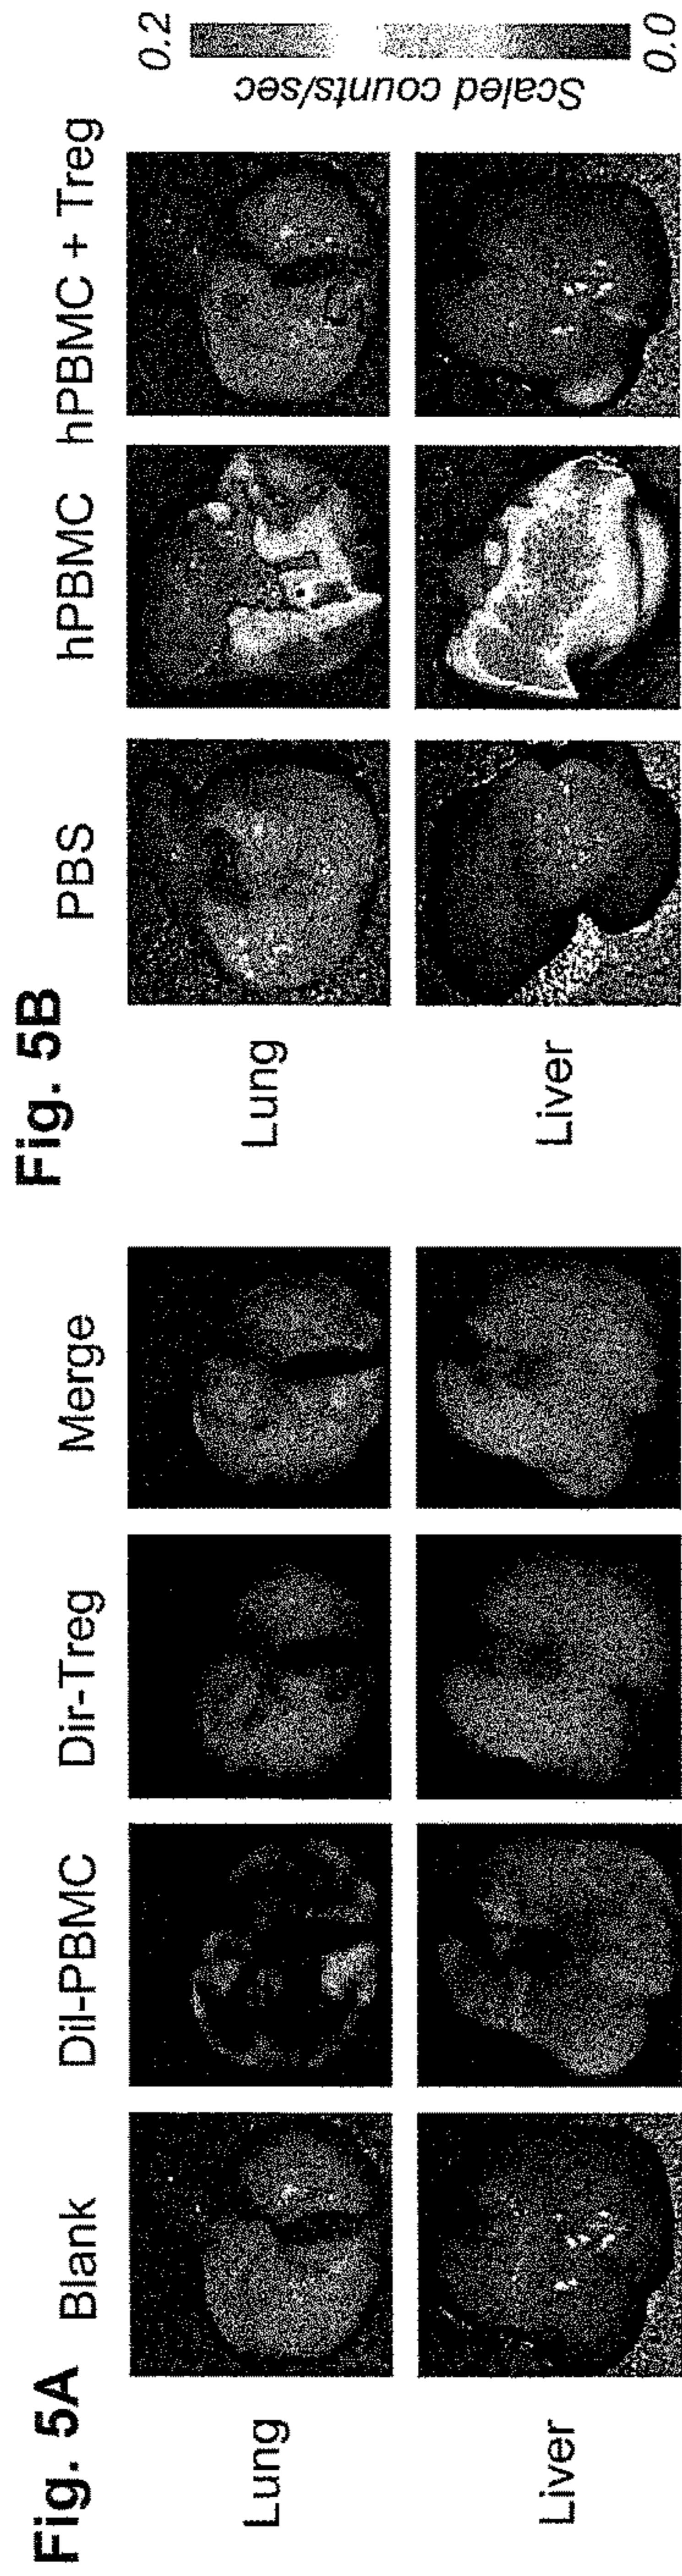 Fig. 5A
Blank
Dil-PBMC
Dir-Treg
Merge
Lung
Liver
Fig. 5B
PBS
hPBMC
hPBMC + Treg
Lung
Liver
0.2
Scaled counts/sec
0.0